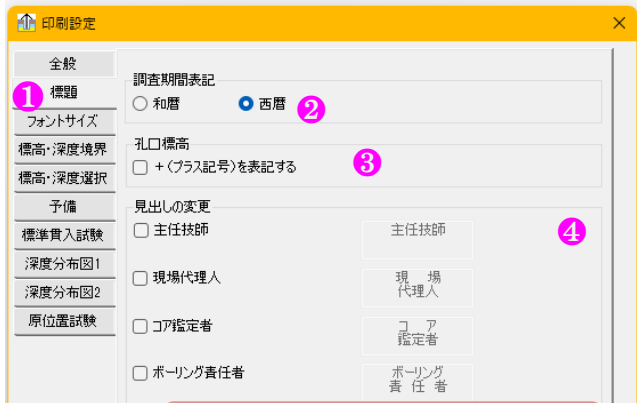 印刷設定
全般
❶ 標題
フォントサイズ
標高・深度境界
標高・深度選択
予備
標準貫入試験
深度分布図1
深度分布図2
原位置試験
調査期間表記
和暦 西暦 ❷
孔口標高
+(プラス記号)を表記する ❸
見出しの変更
主任技師 主任技師 ❹
現場代理人 現 場
代理人
コア鑑定者 コ ア
鑑定者
ボーリング責任者 ボーリング
責 任 者